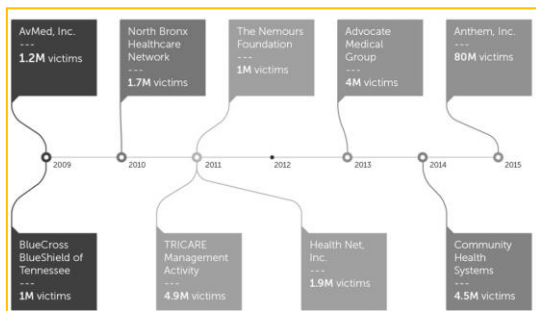 AvMed, Inc.
---
1.2M victims
North Bronx
Healthcare
Network
---
1.7M victims
The Nemours
Foundation
---
1M victims
Advocate
Medical
Group
---
4M victims
Anthem, Inc.
---
80M victims
2009
2010
2011
2012
2013
2014
2015
BlueCross
BlueShield of
Tennessee
---
1M victims
TRICARE
Management
Activity
---
4.9M victims
Health Net,
Inc.
---
1.9M victims
Community
Health
Systems
---
4.5M victims